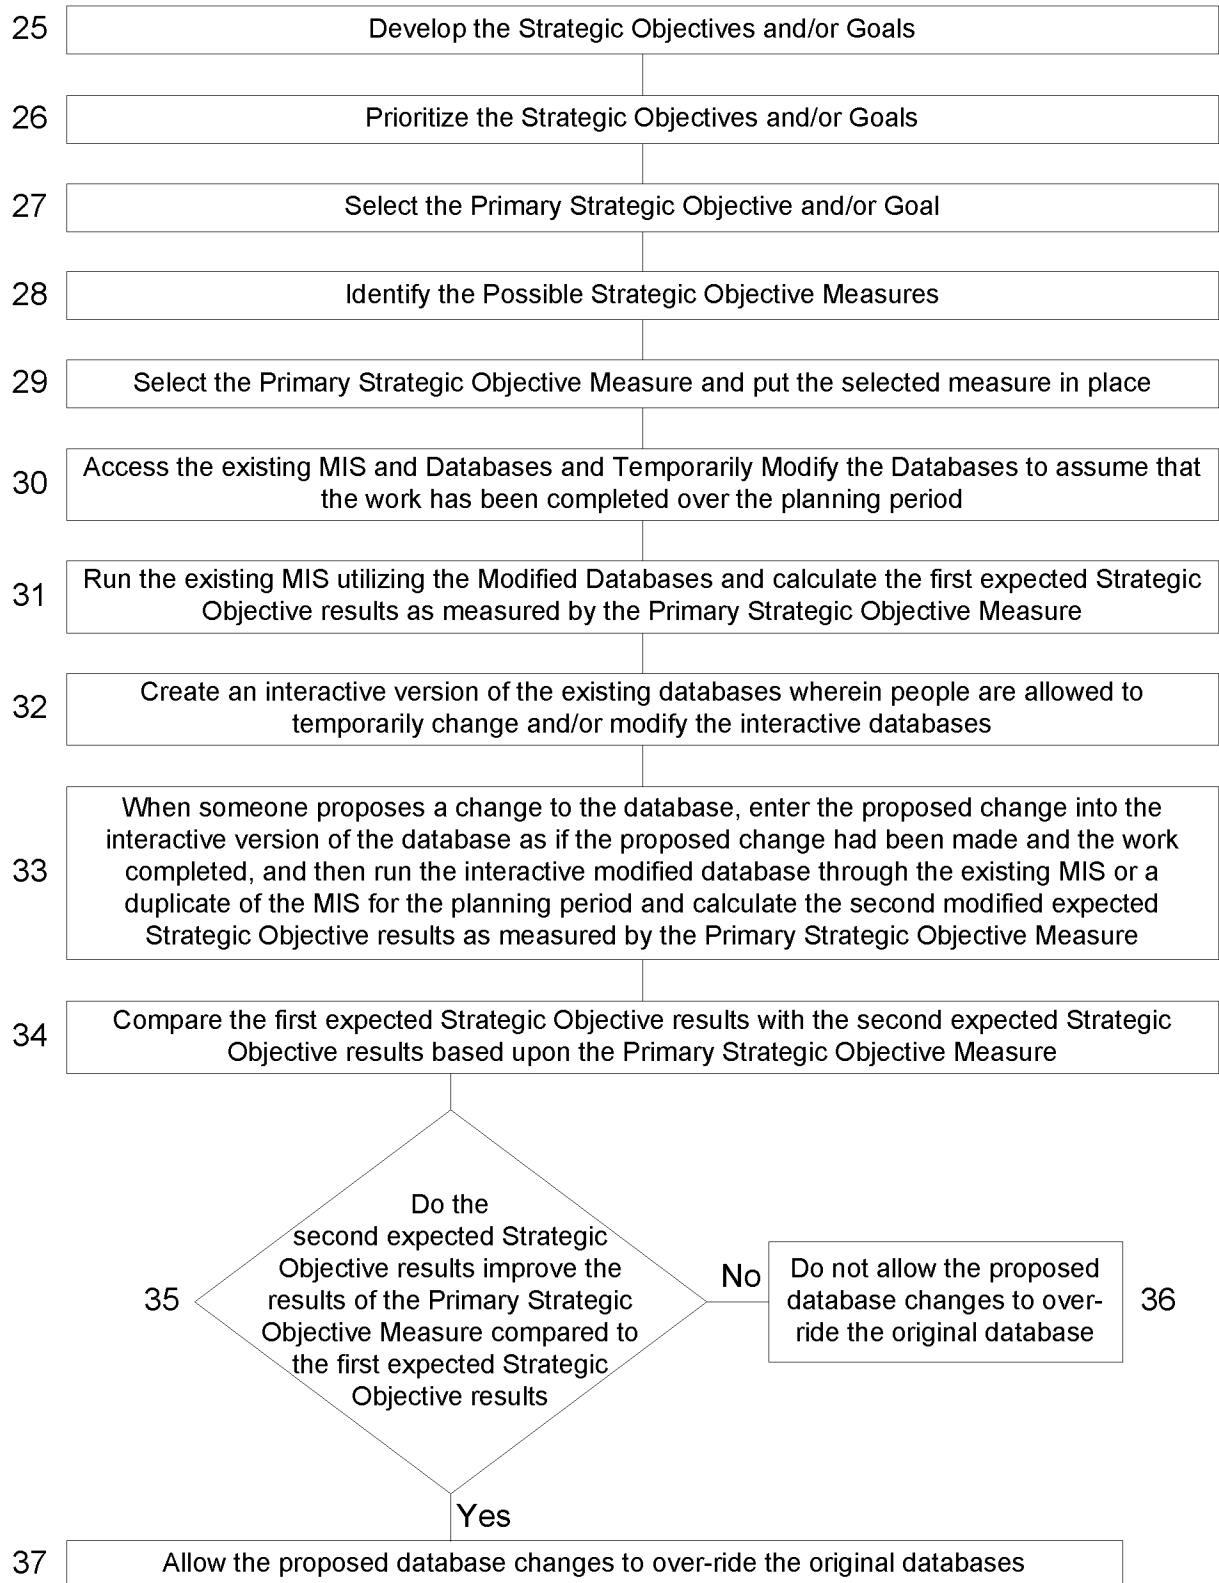 25
Develop the Strategic Objectives and/or Goals
26
Prioritize the Strategic Objectives and/or Goals
27
Select the Primary Strategic Objective and/or Goal
28
Identify the Possible Strategic Objective Measures
29
Select the Primary Strategic Objective Measure and put the selected measure in place
30
Access the existing MIS and Databases and Temporarily Modify the Databases to assume that
the work has been completed over the planning period
31
Run the existing MIS utilizing the Modified Databases and calculate the first expected Strategic
Objective results as measured by the Primary Strategic Objective Measure
32
Create an interactive version of the existing databases wherein people are allowed to
temporarily change and/or modify the interactive databases
33
When someone proposes a change to the database, enter the proposed change into the
interactive version of the database as if the proposed change had been made and the work
completed, and then run the interactive modified database through the existing MIS or a
duplicate of the MIS for the planning period and calculate the second modified expected
Strategic Objective results as measured by the Primary Strategic Objective Measure
34
Compare the first expected Strategic Objective results with the second expected Strategic
Objective results based upon the Primary Strategic Objective Measure
35
Do the
second expected Strategic
Objective results improve the
results of the Primary Strategic
Objective Measure compared to
the first expected Strategic
Objective results
No
Do not allow the proposed
database changes to over-
ride the original database
36
Yes
37
Allow the proposed database changes to over-ride the original databases